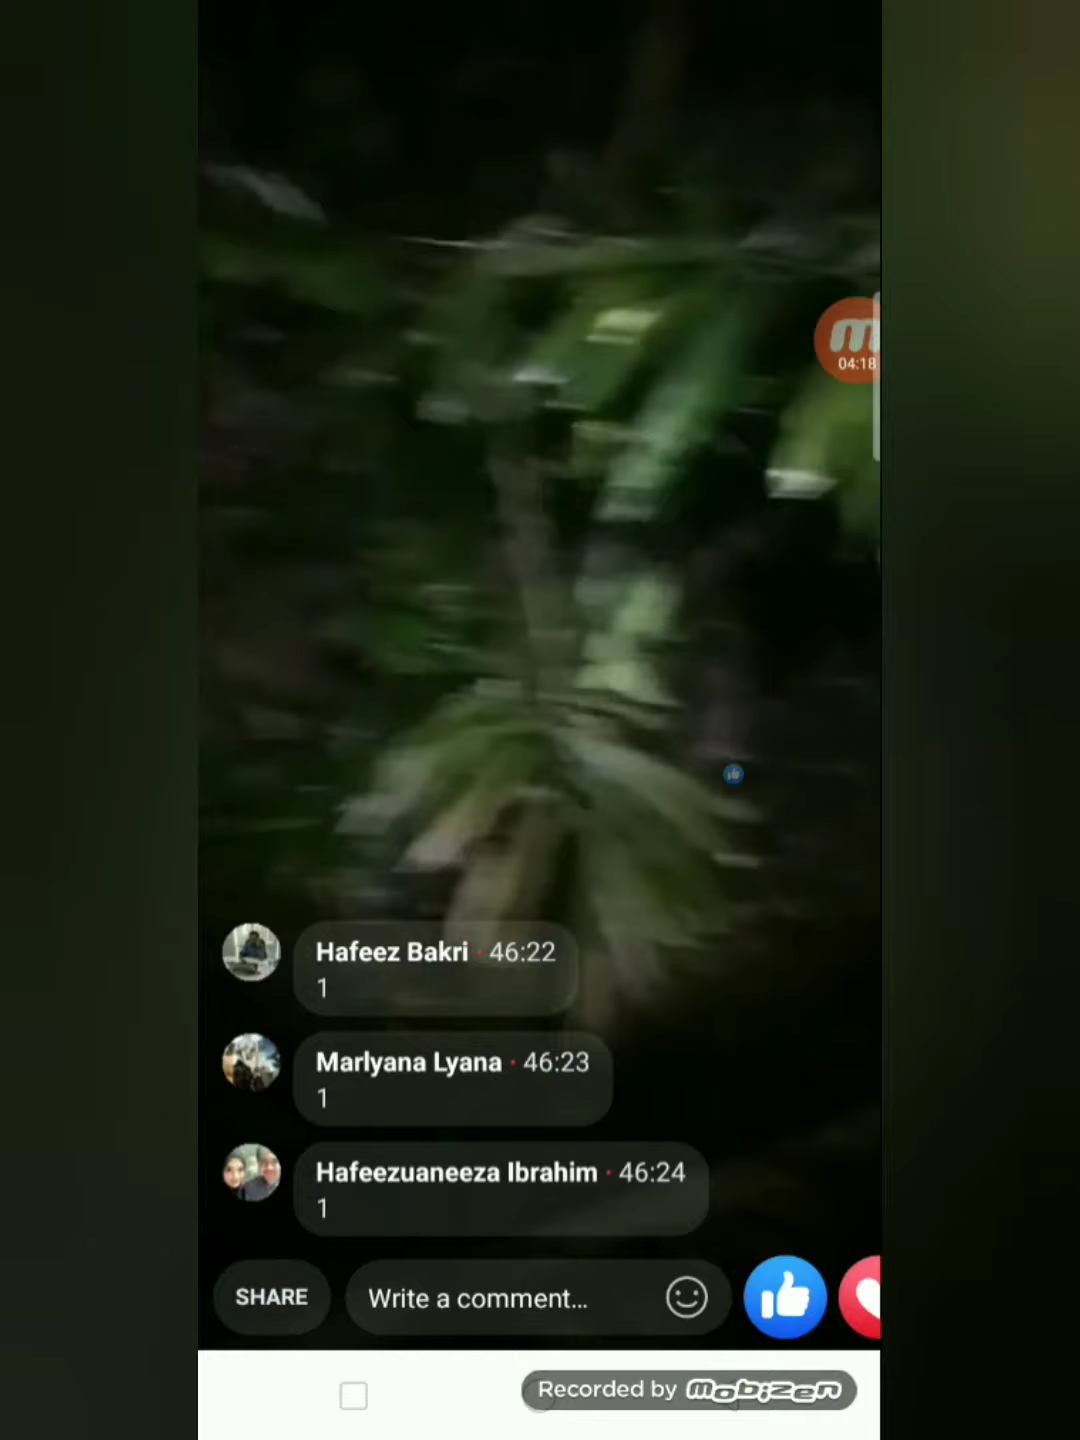 m
04:18
Hafeez Bakri · 46:22
1
Marlyana Lyana · 46:23
1
Hafeezuaneeza Ibrahim · 46:24
1
SHARE
Write a comment...
Recorded by mobizen